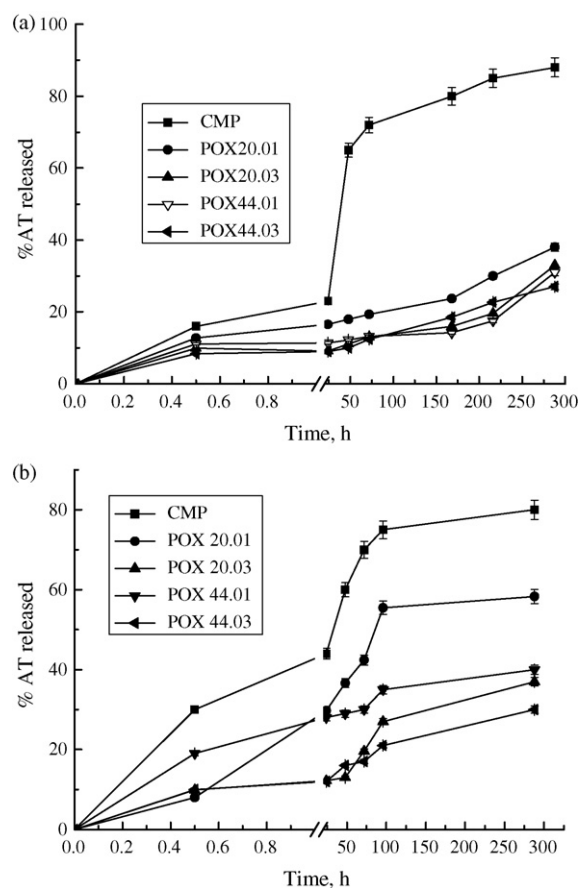 (a)
100
80
60
40
20
0
%AT released
CMP
POX20.01
POX20.03
POX44.01
POX44.03
0.0 0.2 0.4 0.6 0.8 50 100 150 200 250 300
Time, h
(b)
80
60
40
20
0
% AT released
CMP
POX 20.01
POX 20.03
POX 44.01
POX 44.03
0.0 0.2 0.4 0.6 0.8 50 100 150 200 250 300
Time, h